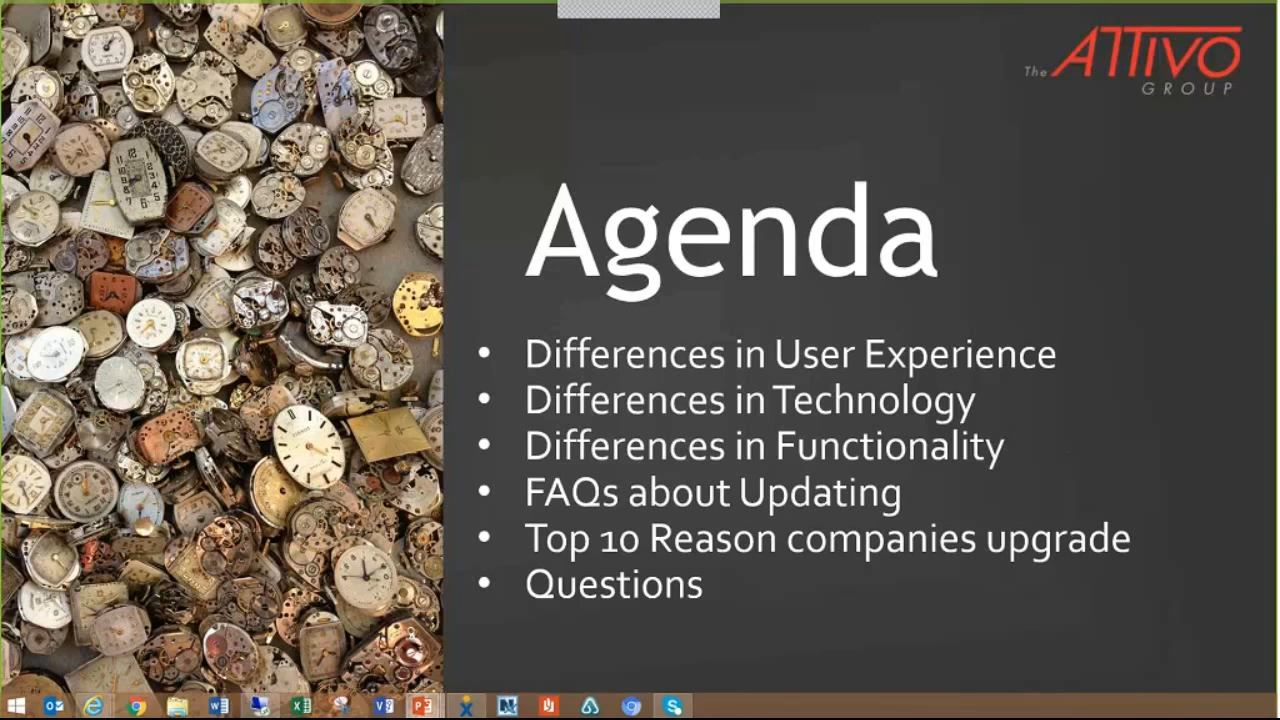 The ATTIVO
GROUP
Agenda
• Differences in User Experience
• Differences in Technology
• Differences in Functionality
• FAQs about Updating
• Top 10 Reason companies upgrade
• Questions